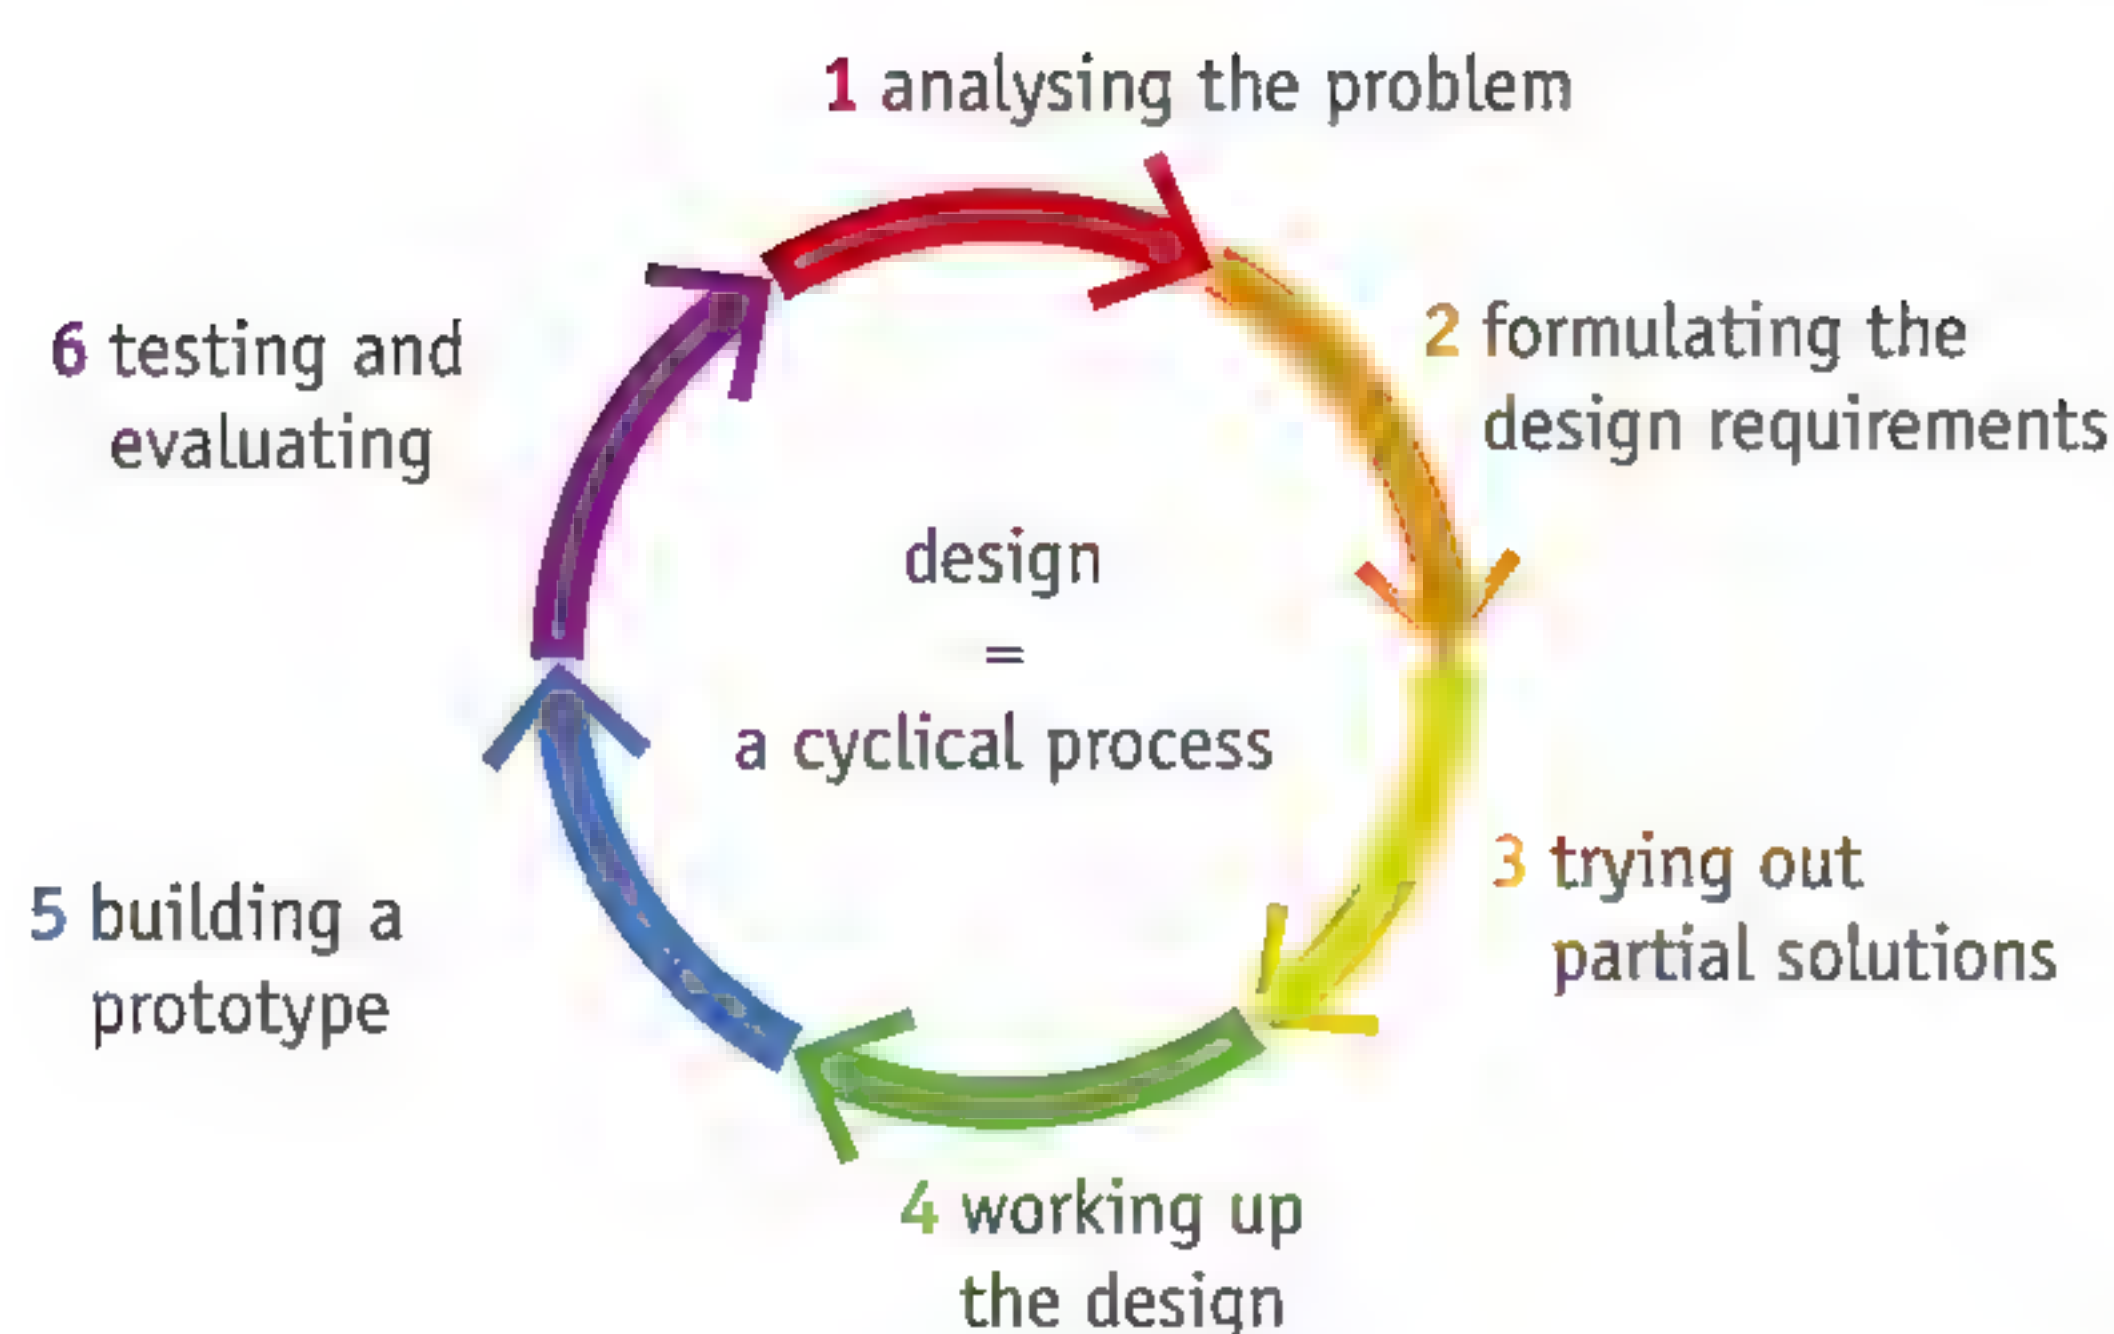 1 analysing the problem
2 formulating the
design requirements
3 trying out
partial solutions
4 working up
the design
5 building a
prototype
6 testing and
evaluating
design
=
a cyclical process